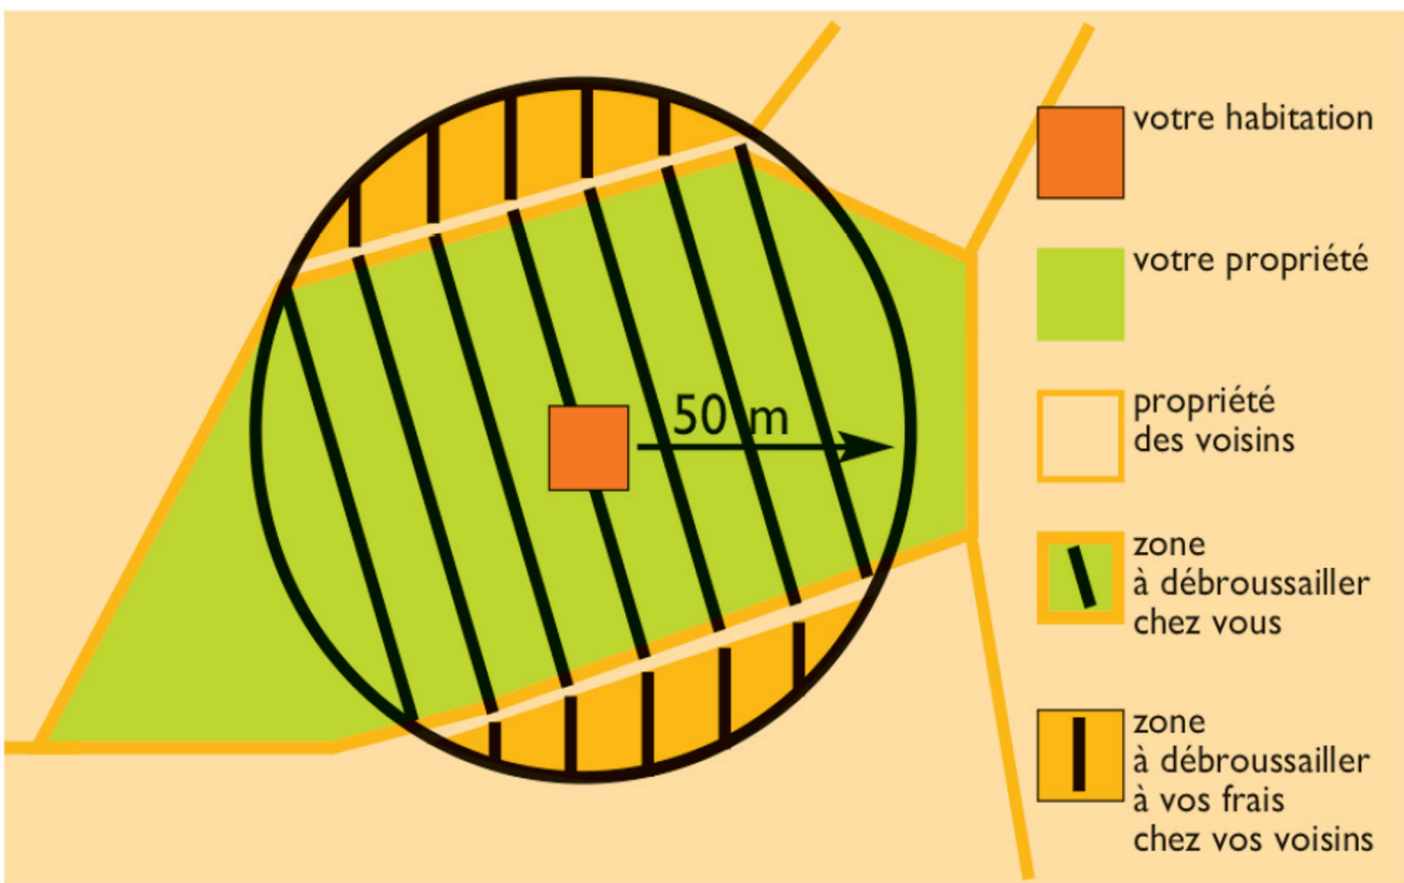 votre habitation
votre propriété
propriété
des voisins
50 m
zone
à débroussailler
chez vous
zone
à débroussailler
à vos frais
chez vos voisins